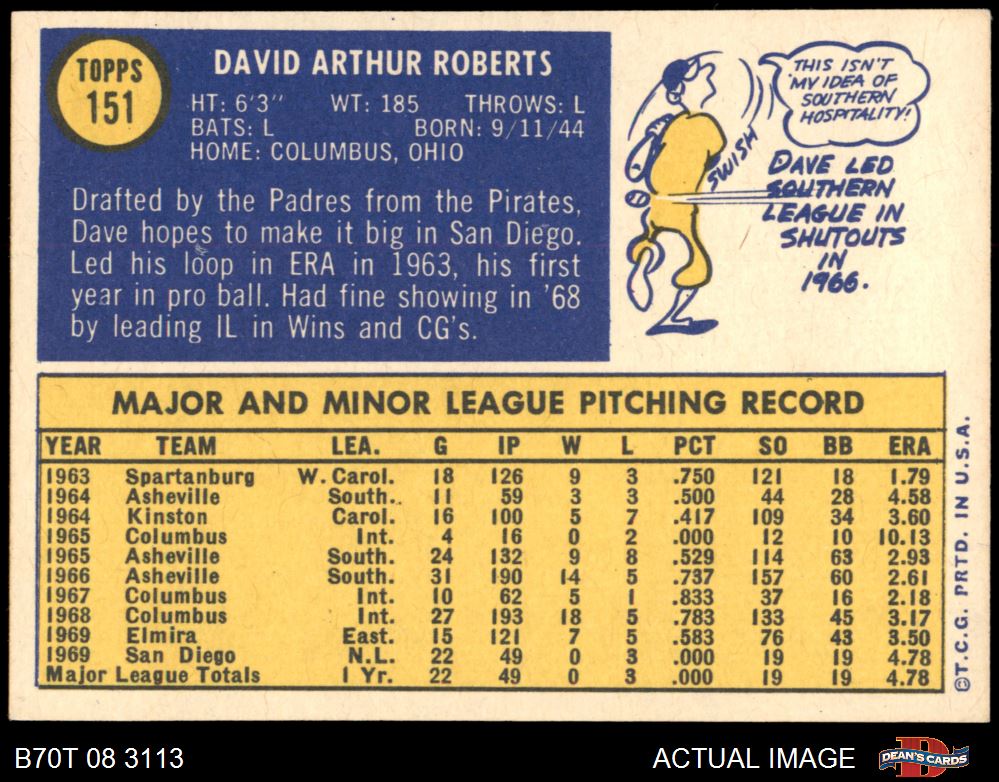 TOPPS
151
DAVID ARTHUR ROBERTS
HT: 6'3" WT: 185 THROWS: L
BATS: L BORN: 9/11/44
HOME: COLUMBUS, OHIO
Drafted by the Padres from the Pirates,
Dave hopes to make it big in San Diego.
Led his loop in ERA in 1963, his first
year in pro ball. Had fine showing in '68
by leading IL in Wins and CG's.
THIS ISN'T
MY IDEA OF
SOUTHERN
HOSPITALITY!
SWISH
DAVE LED
SOUTHERN
LEAGUE IN
SHUTOUTS
IN
1966.
MAJOR AND MINOR LEAGUE PITCHING RECORD
YEAR TEAM LEA. G IP W L PCT SO BB ERA
1963 Spartanburg W. Carol. 18 126 9 3 .750 121 18 1.79
1964 Asheville South.. 11 59 3 3 .500 44 28 4.58
1964 Kinston Carol. 16 100 5 7 .417 109 34 3.60
1965 Columbus Int. 4 16 0 2 .000 12 10 10.13
1965 Asheville South. 24 132 9 8 .529 114 63 2.93
1966 Asheville South. 31 190 14 5 .737 157 60 2.61
1967 Columbus Int. 10 62 5 1 .833 37 16 2.18
1968 Columbus Int. 27 193 18 5 .783 133 45 3.17
1969 Elmira East. 15 121 7 5 .583 76 43 3.50
1969 San Diego N.L. 22 49 0 3 .000 19 19 4.78
Major League Totals 1 Yr. 22 49 0 3 .000 19 19 4.78
©T.C.G. PRTD. IN U.S.A.
B70T 08 3113
ACTUAL IMAGE
DEAN'S CARDS